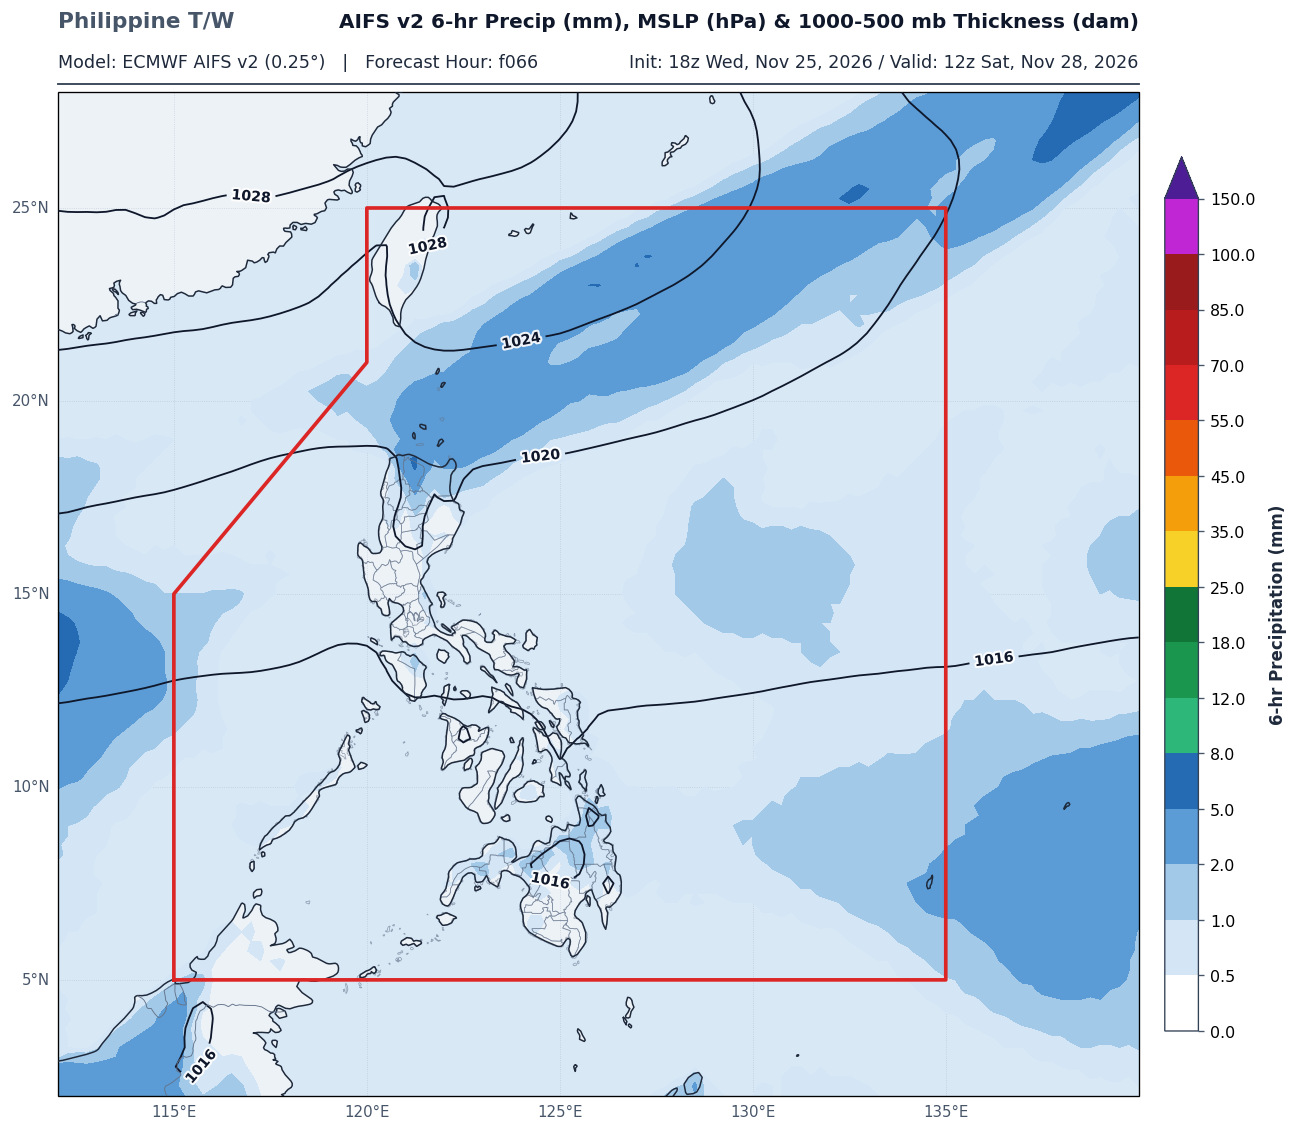 Philippine T/W
AIFS v2 6-hr Precip (mm), MSLP (hPa) & 1000-500 mb Thickness (dam)
Model: ECMWF AIFS v2 (0.25°) | Forecast Hour: f066
Init: 18z Wed, Nov 25, 2026 / Valid: 12z Sat, Nov 28, 2026
1028
1028
1024
1020
1016
1016
1016
25°N
20°N
15°N
10°N
5°N
115°E
120°E
125°E
130°E
135°E
150.0
100.0
85.0
70.0
55.0
45.0
35.0
25.0
18.0
12.0
8.0
5.0
2.0
1.0
0.5
0.0
6-hr Precipitation (mm)